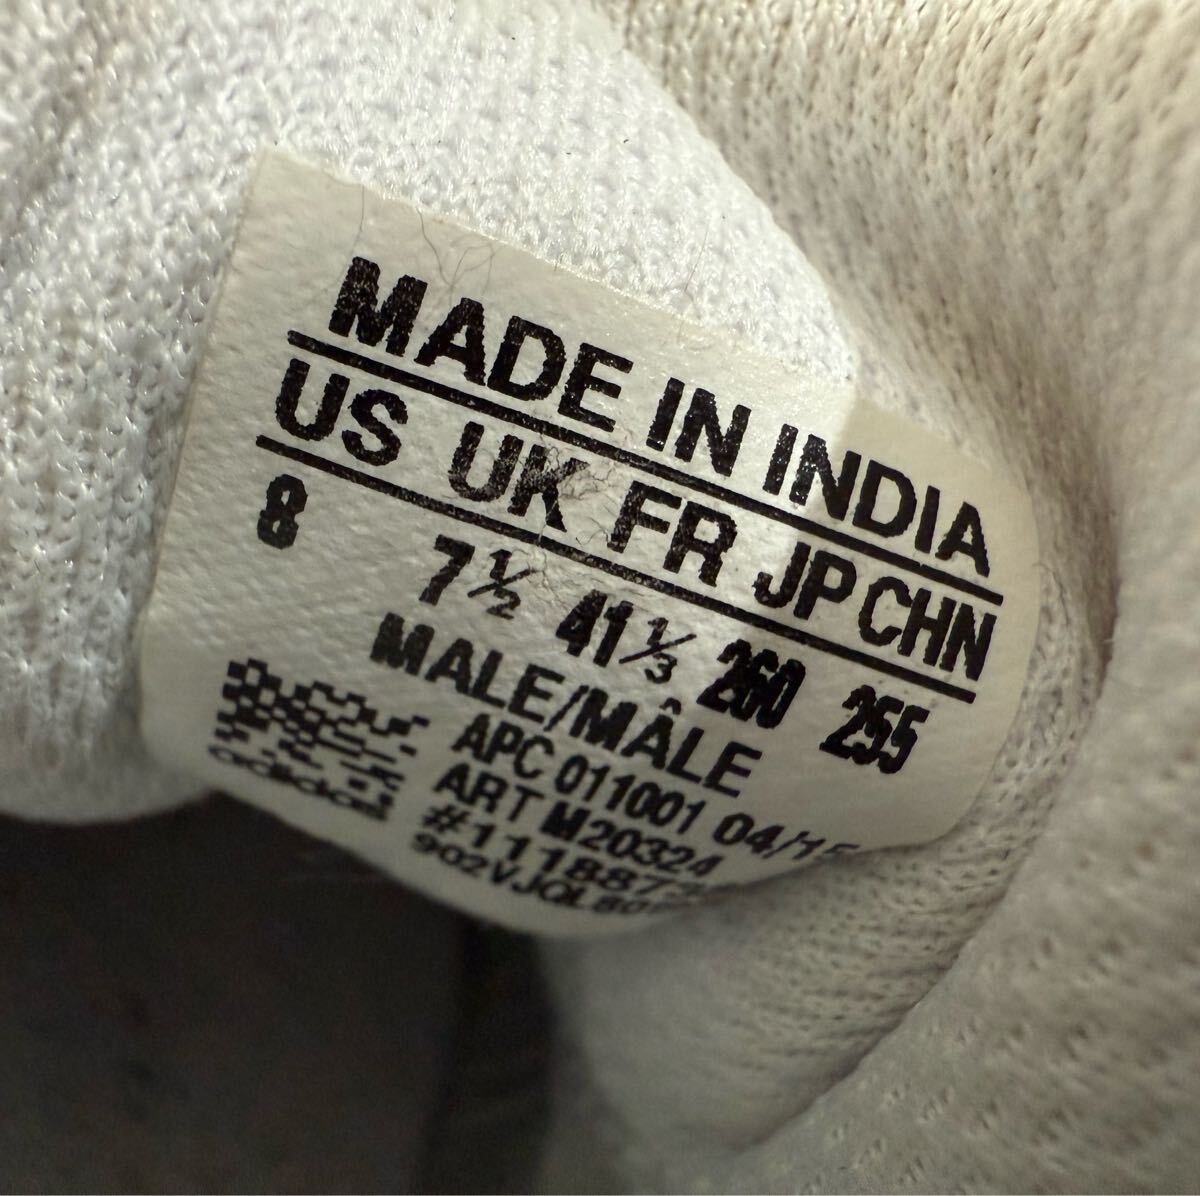 MADE IN INDIA
US UK FR JP CHN
8 7½ 41⅓ 260 255
MALE/MÂLE
APC 011001 04/15
ART M20324
adidas